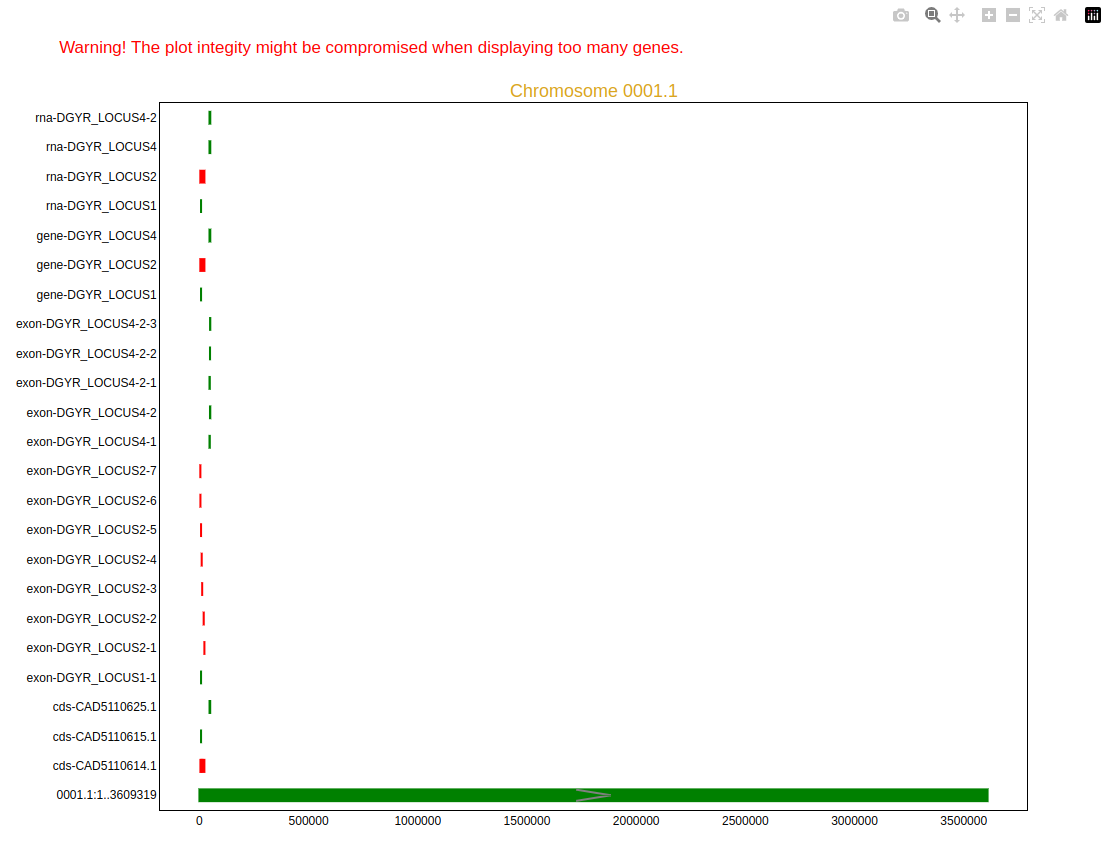 Warning! The plot integity might be compromised when displaying too many genes.
Chromosome 0001.1
rna-DGYR_LOCUS4-2
rna-DGYR_LOCUS4
rna-DGYR_LOCUS2
rna-DGYR_LOCUS1
gene-DGYR_LOCUS4
gene-DGYR_LOCUS2
gene-DGYR_LOCUS1
exon-DGYR_LOCUS4-2-3
exon-DGYR_LOCUS4-2-2
exon-DGYR_LOCUS4-2-1
exon-DGYR_LOCUS4-2
exon-DGYR_LOCUS4-1
exon-DGYR_LOCUS2-7
exon-DGYR_LOCUS2-6
exon-DGYR_LOCUS2-5
exon-DGYR_LOCUS2-4
exon-DGYR_LOCUS2-3
exon-DGYR_LOCUS2-2
exon-DGYR_LOCUS2-1
exon-DGYR_LOCUS1-1
cds-CAD5110625.1
cds-CAD5110615.1
cds-CAD5110614.1
0001.1:1..3609319
0 500000 1000000 1500000 2000000 2500000 3000000 3500000